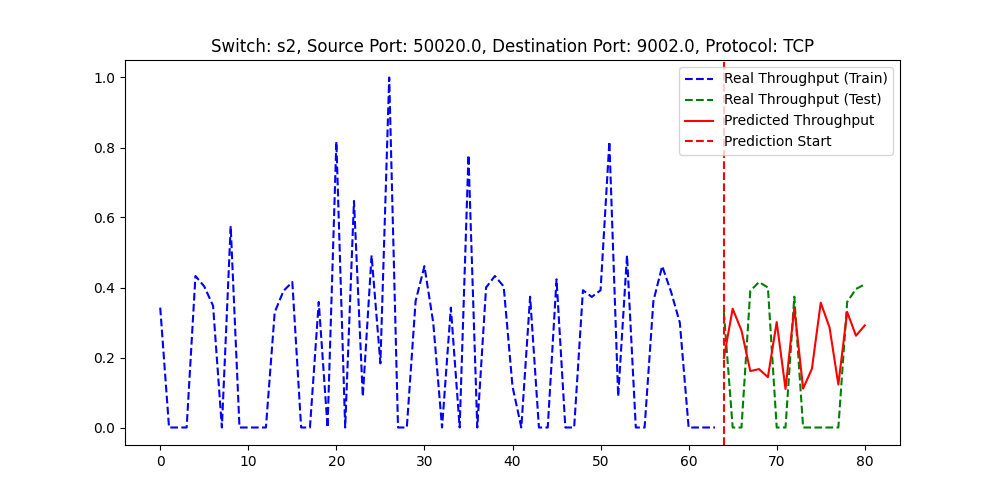 Switch: s2, Source Port: 50020.0, Destination Port: 9002.0, Protocol: TCP
Real Throughput (Train)
Real Throughput (Test)
Predicted Throughput
Prediction Start
1.0
0.8
0.6
0.4
0.2
0.0
0 10 20 30 40 50 60 70 80